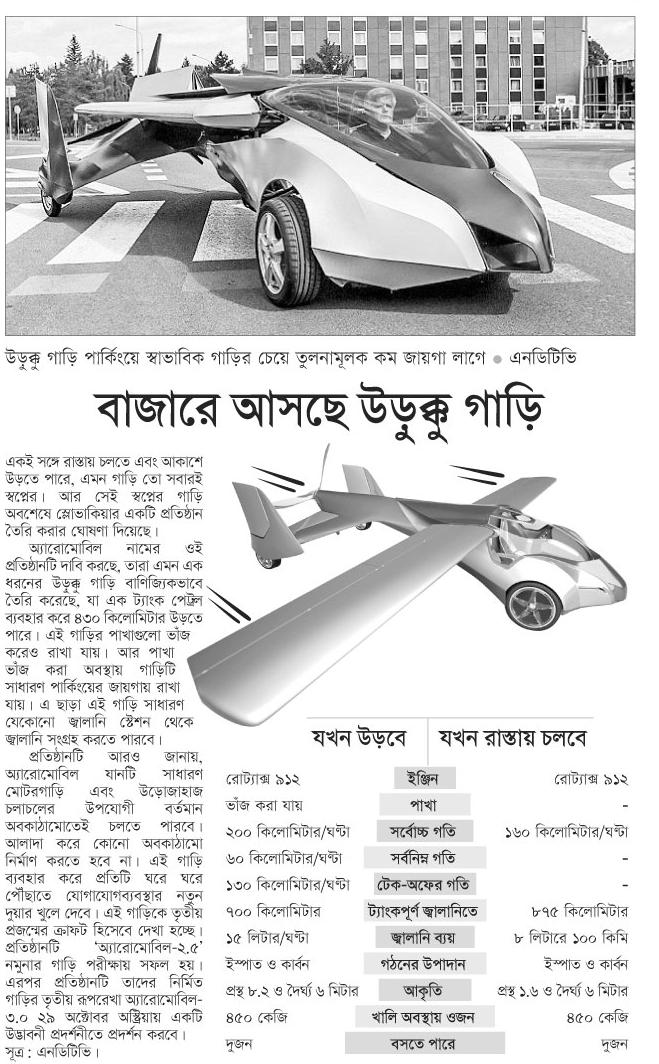 উড়ুক্কু গাড়ি পার্কিংয়ে স্বাভাবিক গাড়ির চেয়ে তুলনামূলক কম জায়গা লাগে ● এনডিটিভি
বাজারে আসছে উড়ুক্কু গাড়ি
একই সঙ্গে রাস্তায় চলতে এবং আকাশে
উড়তে পারে, এমন গাড়ি তো সবারই
স্বপ্নের। আর সেই স্বপ্নের গাড়ি
অবশেষে স্লোভাকিয়ার একটি প্রতিষ্ঠান
তৈরি করার ঘোষণা দিয়েছে।
অ্যারোমোবিল নামের ওই
প্রতিষ্ঠানটি দাবি করছে, তারা এমন এক
ধরনের উড়ুক্কু গাড়ি বাণিজ্যিকভাবে
তৈরি করেছে, যা এক ট্যাংক পেট্রল
ব্যবহার করে ৪৩০ কিলোমিটার উড়তে
পারে। এই গাড়ির পাখাগুলো ভাঁজ
করেও রাখা যায়। আর পাখা
ভাঁজ করা অবস্থায় গাড়িটি
সাধারণ পার্কিংয়ের জায়গায় রাখা
যায়। এ ছাড়া এই গাড়ি সাধারণ
যেকোনো জ্বালানি স্টেশন থেকে
জ্বালানি সংগ্রহ করতে পারবে।
প্রতিষ্ঠানটি আরও জানায়,
অ্যারোমোবিল যানটি সাধারণ
মোটরগাড়ি এবং উড়োজাহাজ
চলাচলের উপযোগী বর্তমান
অবকাঠামোতেই চলতে পারবে।
আলাদা করে কোনো অবকাঠামো
নির্মাণ করতে হবে না। এই গাড়ি
ব্যবহার করে প্রতিটি ঘরে ঘরে
পৌঁছাতে যোগাযোগব্যবস্থার নতুন
দুয়ার খুলে দেবে। এই গাড়িকে তৃতীয়
প্রজন্মের ক্রাফট হিসেবে দেখা হচ্ছে।
প্রতিষ্ঠানটি ‘অ্যারোমোবিল-২.৫’
নমুনার গাড়ি পরীক্ষায় সফল হয়।
এরপর প্রতিষ্ঠানটি তাদের নির্মিত
গাড়ির তৃতীয় রূপরেখা অ্যারোমোবিল-
৩.০ ২৯ অক্টোবর অস্ট্রিয়ায় একটি
উদ্ভাবনী প্রদর্শনীতে প্রদর্শন করবে।
সূত্র : এনডিটিভি।
যখন উড়বে যখন রাস্তায় চলবে
রোট্যাক্স ৯১২ ইঞ্জিন রোট্যাক্স ৯১২
ভাঁজ করা যায় পাখা -
২০০ কিলোমিটার/ঘণ্টা সর্বোচ্চ গতি ১৬০ কিলোমিটার/ঘণ্টা
৬০ কিলোমিটার/ঘণ্টা সর্বনিম্ন গতি -
১৩০ কিলোমিটার/ঘণ্টা টেক-অফের গতি -
৭০০ কিলোমিটার ট্যাংকপূর্ণ জ্বালানিতে ৮৭৫ কিলোমিটার
১৫ লিটার/ঘণ্টা জ্বালানি ব্যয় ৮ লিটারে ১০০ কিমি
ইস্পাত ও কার্বন গঠনের উপাদান ইস্পাত ও কার্বন
প্রস্থ ৮.২ ও দৈর্ঘ্য ৬ মিটার আকৃতি প্রস্থ ১.৬ ও দৈর্ঘ্য ৬ মিটার
৪৫০ কেজি খালি অবস্থায় ওজন ৪৫০ কেজি
দুজন বসতে পারে দুজন